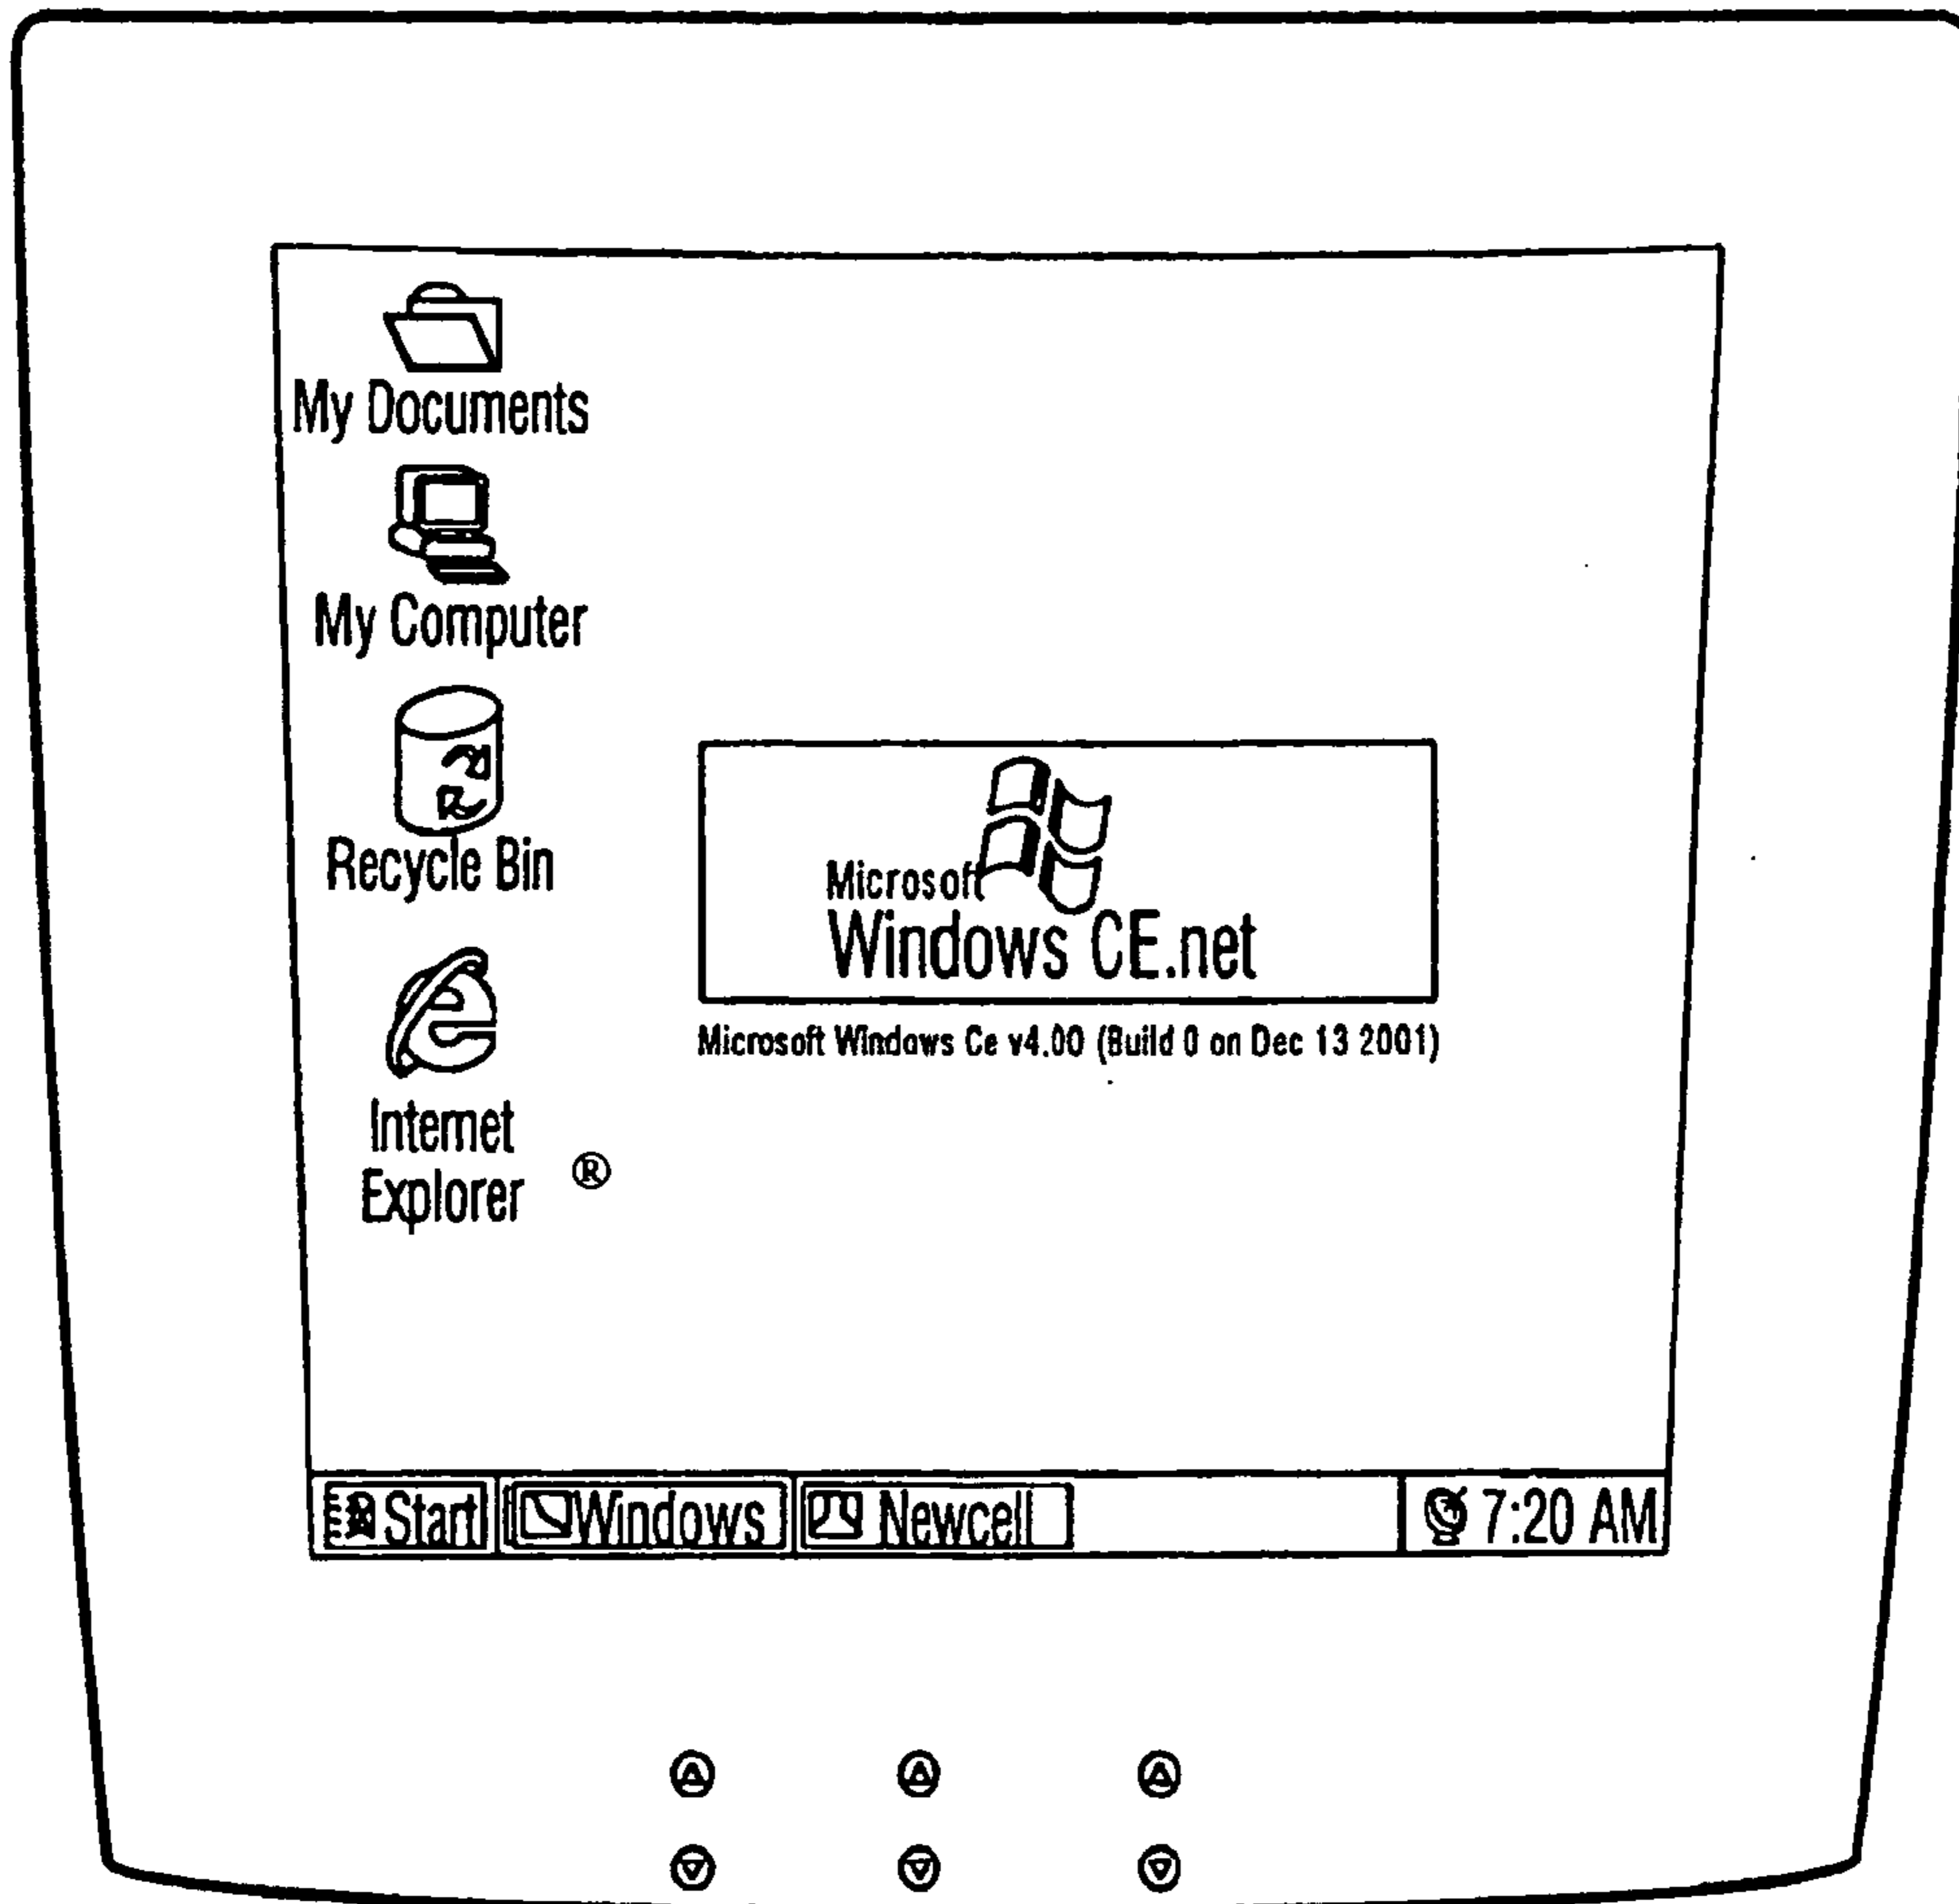 My Documents
My Computer
Recycle Bin
Microsoft
Windows CE.net
Microsoft Windows Ce v4.00 (Build 0 on Dec 13 2001)
Internet
Explorer ®
Start Windows Newcell 7:20 AM